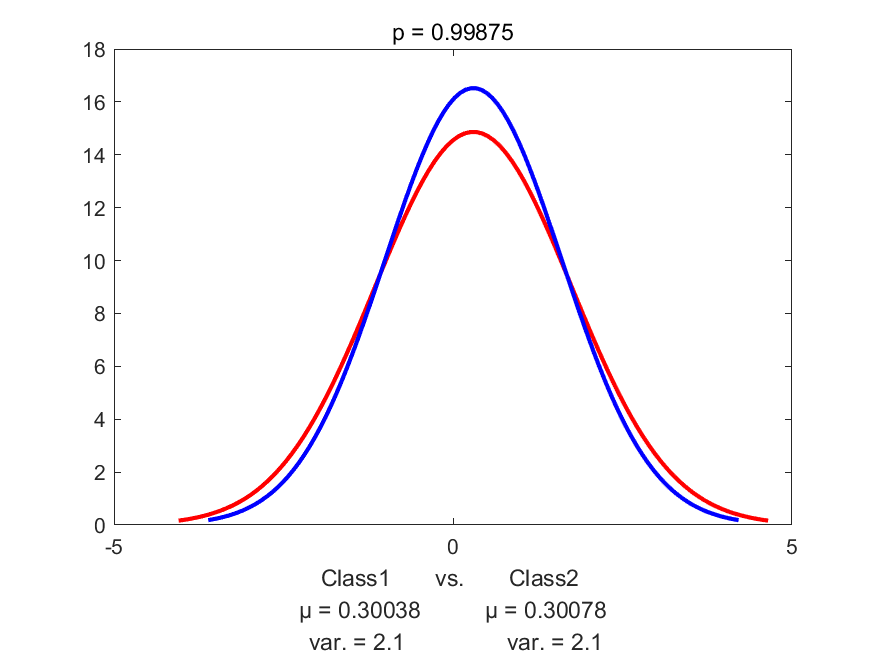 p = 0.99875
18
16
14
12
10
8
6
4
2
0
-5 0 5
Class1 vs. Class2
μ = 0.30038 μ = 0.30078
var. = 2.1 var. = 2.1